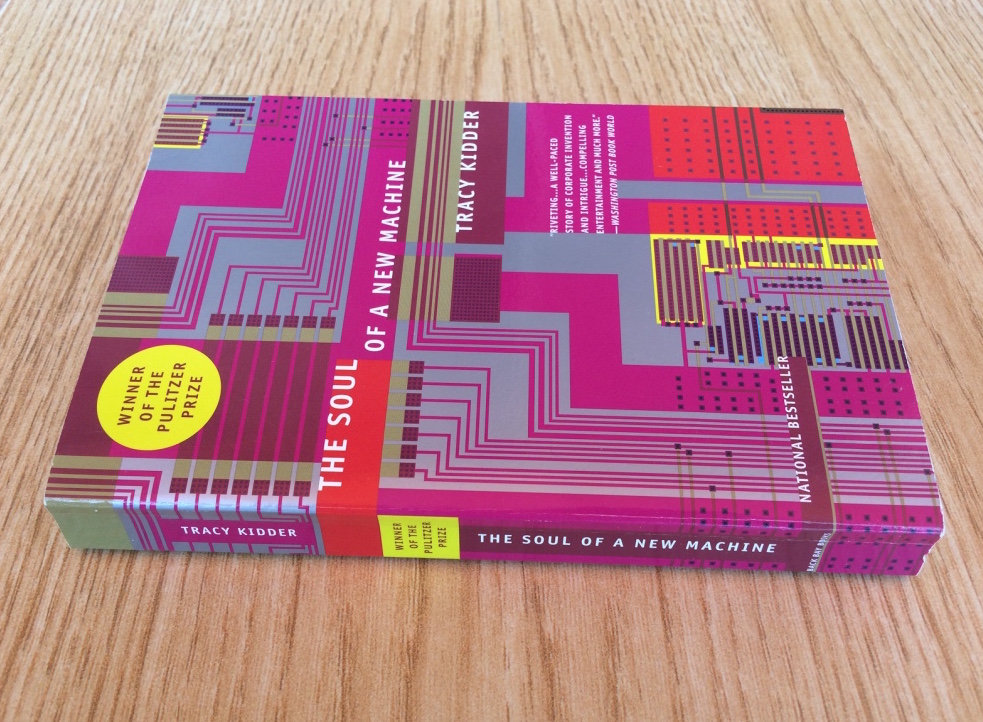 WINNER
OF THE
PULITZER
PRIZE
THE SOUL
OF A NEW MACHINE
TRACY KIDDER
"RIVETING...A WELL-PACED
STORY OF CORPORATE INVENTION
AND INTRIGUE...COMPELLING
ENTERTAINMENT AND MUCH MORE."
—WASHINGTON POST BOOK WORLD
NATIONAL BESTSELLER
TRACY KIDDER
WINNER
OF THE
PULITZER
PRIZE
THE SOUL OF A NEW MACHINE
BACK BAY BOOKS